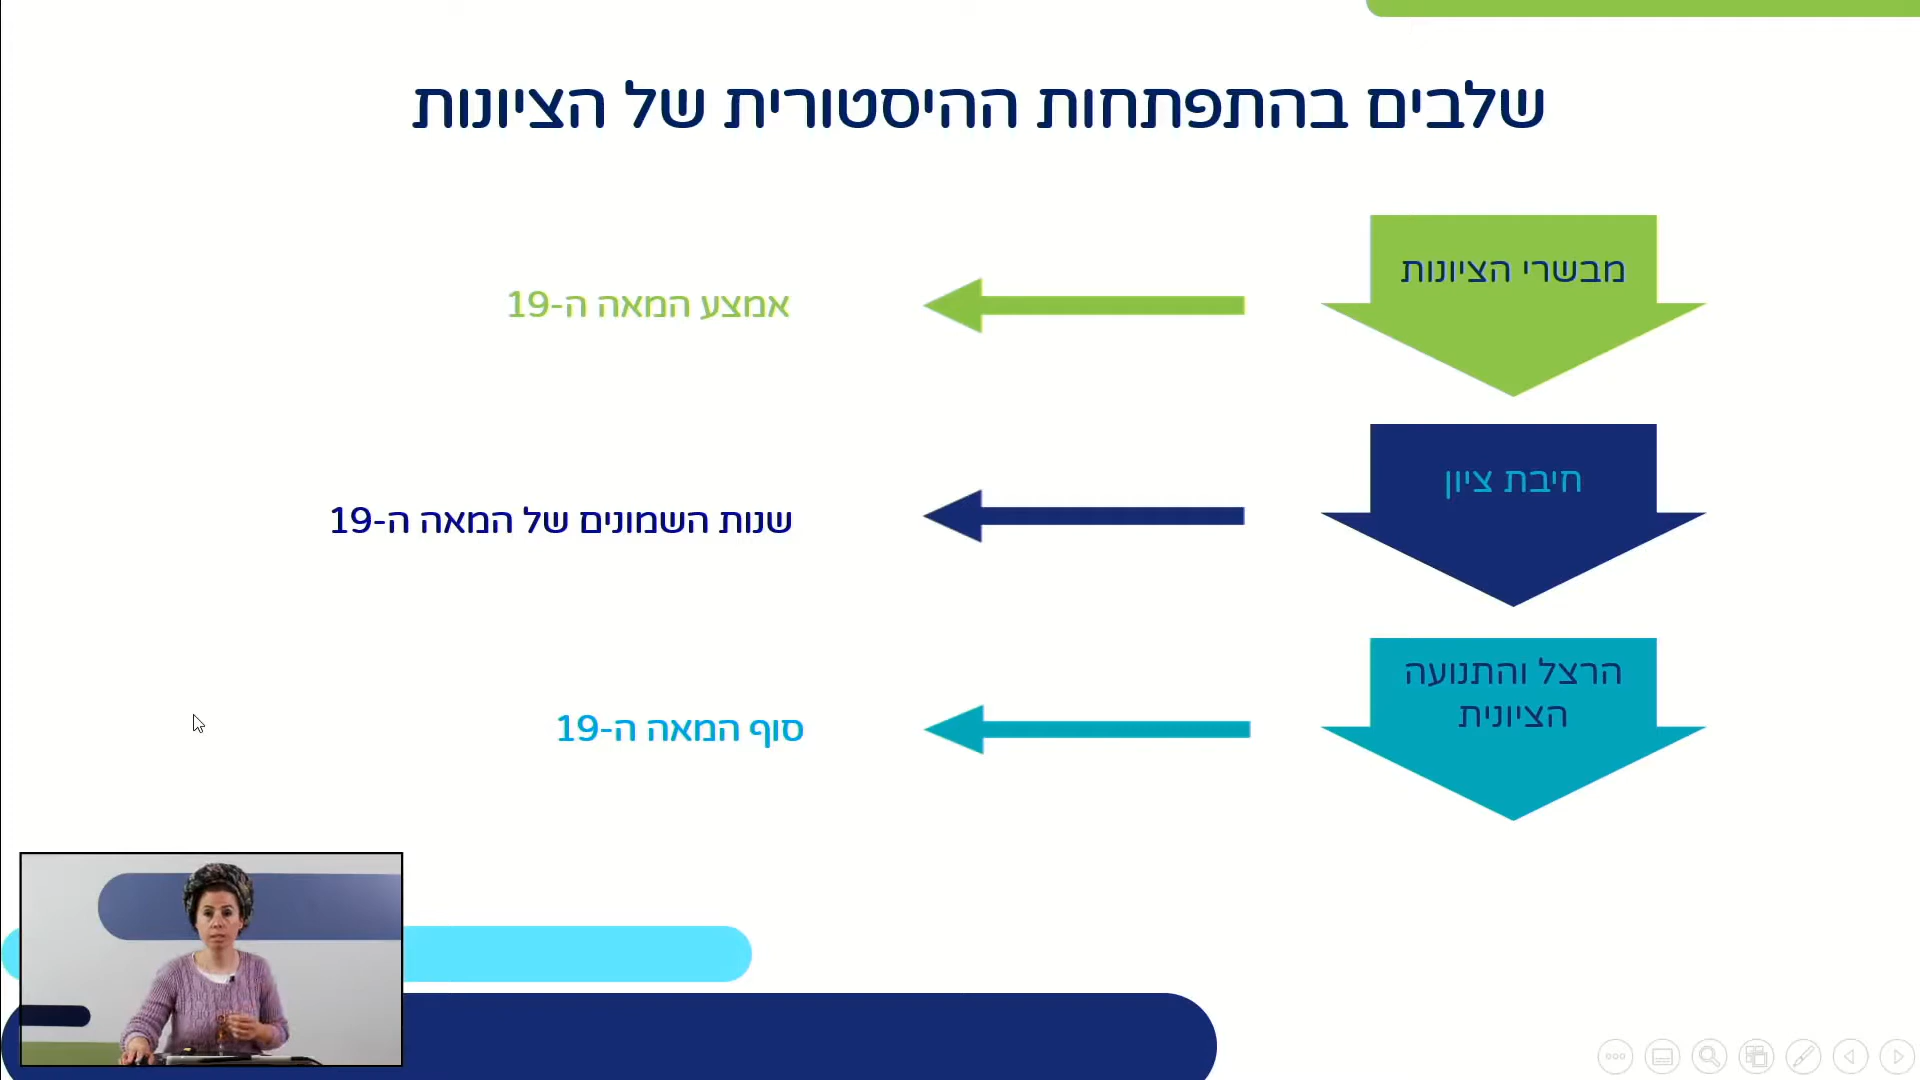 שלבים בהתפתחות ההיסטורית של הציונות
מבשרי הציונות
אמצע המאה ה-19
חיבת ציון
שנות השמונים של המאה ה-19
הרצל והתנועה
הציונית
סוף המאה ה-19